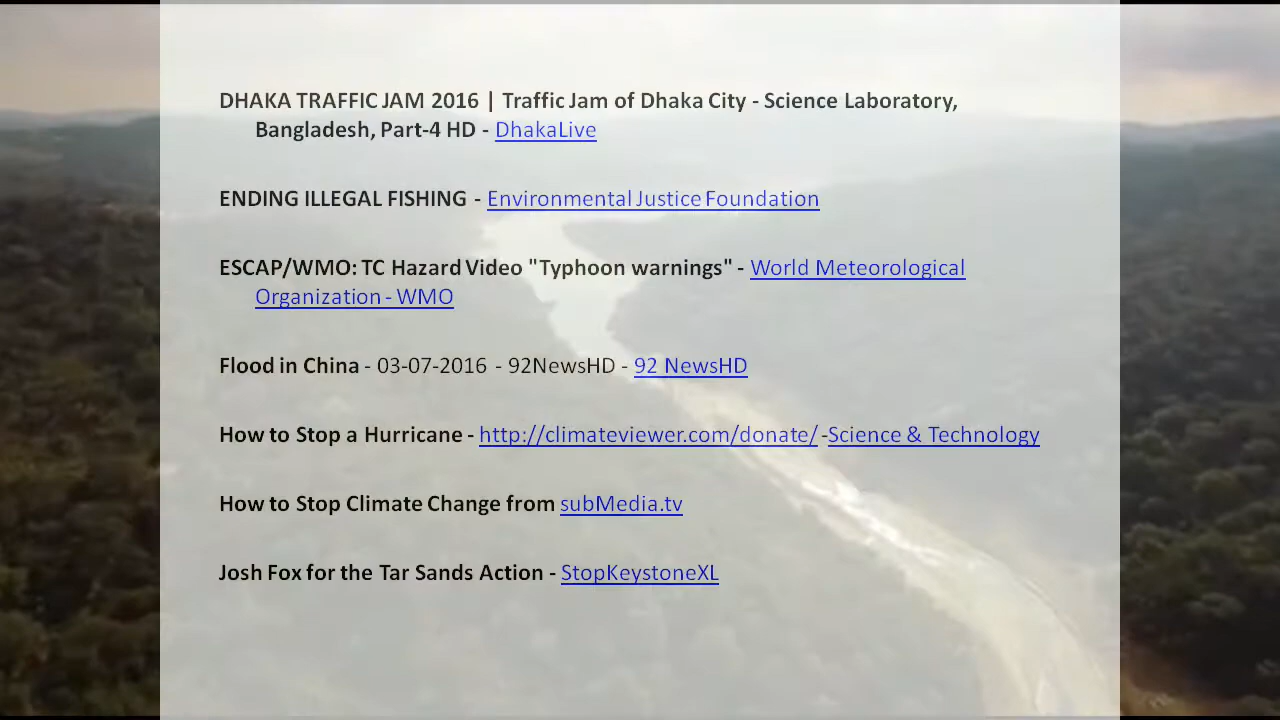 DHAKA TRAFFIC JAM 2016 | Traffic Jam of Dhaka City - Science Laboratory,
Bangladesh, Part-4 HD - DhakaLive
ENDING ILLEGAL FISHING - Environmental Justice Foundation
ESCAP/WMO: TC Hazard Video "Typhoon warnings" - World Meteorological
Organization - WMO
Flood in China - 03-07-2016 - 92NewsHD - 92 NewsHD
How to Stop a Hurricane - http://climateviewer.com/donate/ -Science & Technology
How to Stop Climate Change from subMedia.tv
Josh Fox for the Tar Sands Action - StopKeystoneXL